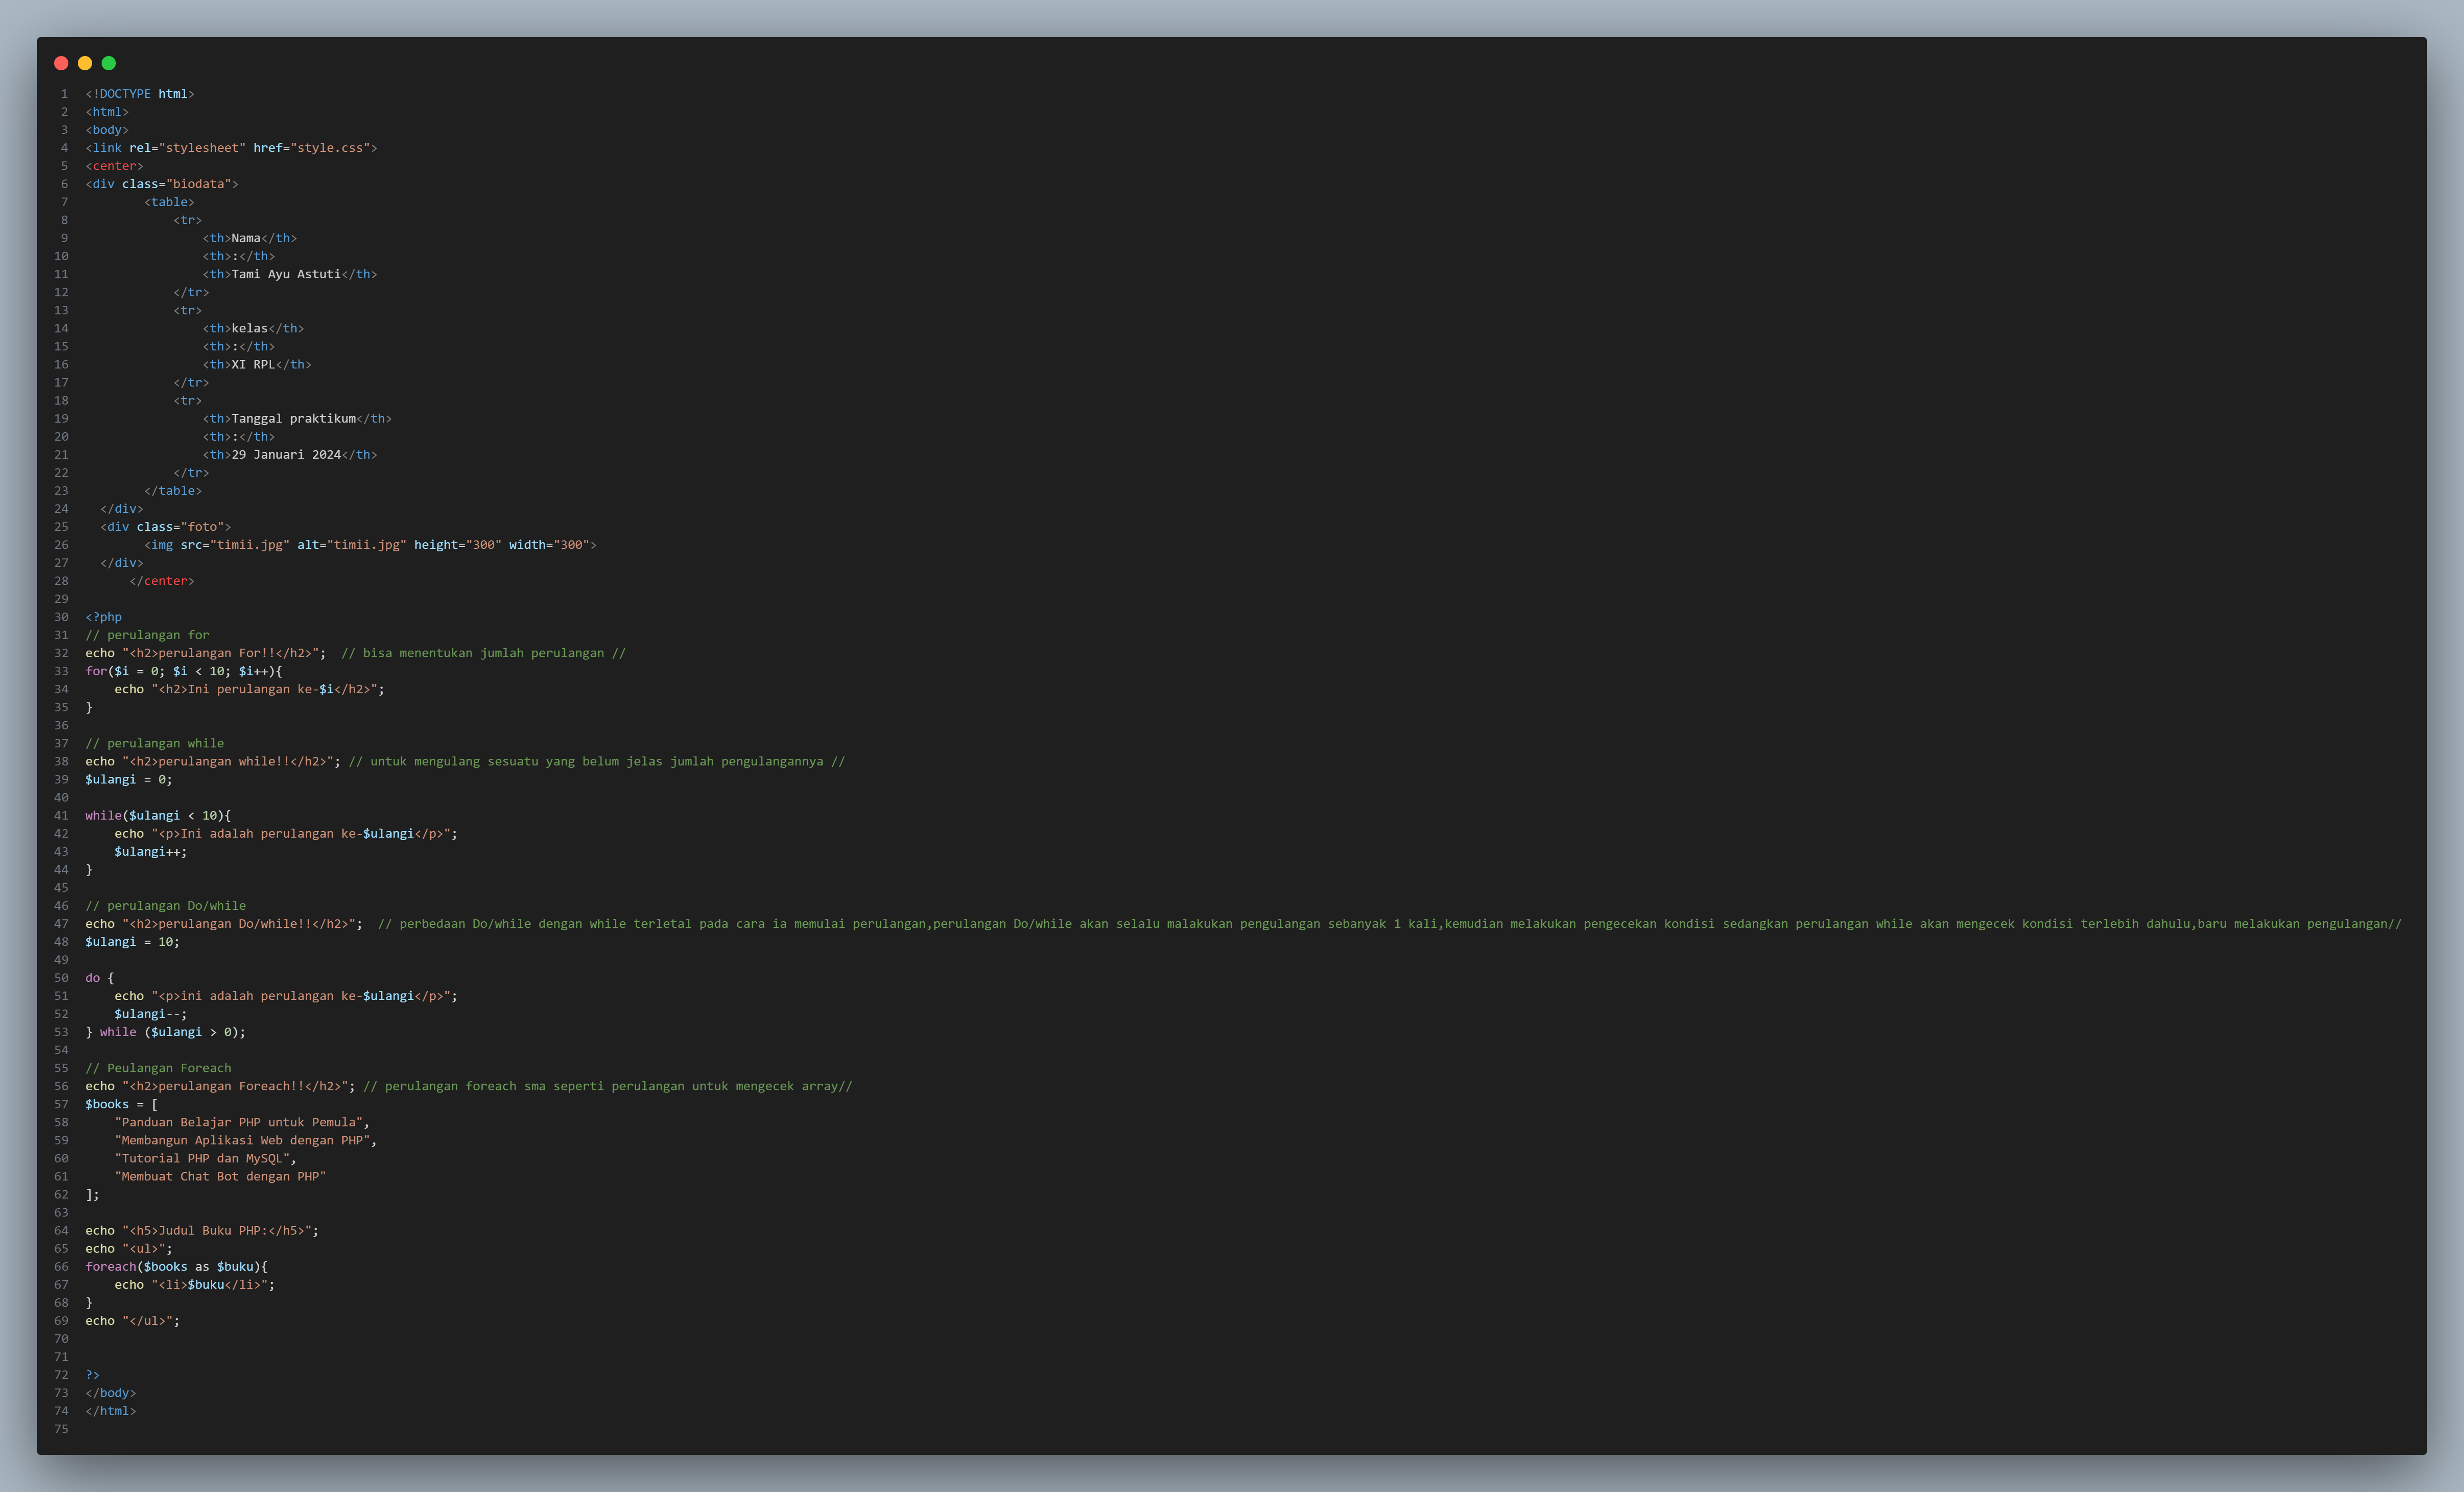 1 <!DOCTYPE html>
2 <html>
3 <body>
4 <link rel="stylesheet" href="style.css">
5 <center>
6 <div class="biodata">
7         <table>
8             <tr>
9                 <th>Nama</th>
10                 <th>:</th>
11                 <th>Tami Ayu Astuti</th>
12             </tr>
13             <tr>
14                 <th>kelas</th>
15                 <th>:</th>
16                 <th>XI RPL</th>
17             </tr>
18             <tr>
19                 <th>Tanggal praktikum</th>
20                 <th>:</th>
21                 <th>29 Januari 2024</th>
22             </tr>
23         </table>
24   </div>
25   <div class="foto">
26         <img src="timii.jpg" alt="timii.jpg" height="300" width="300">
27   </div>
28       </center>
29
30 <?php
31 // perulangan for
32 echo "<h2>perulangan For!!</h2>";  // bisa menentukan jumlah perulangan //
33 for($i = 0; $i < 10; $i++){
34     echo "<h2>Ini perulangan ke-$i</h2>";
35 }
36
37 // perulangan while
38 echo "<h2>perulangan while!!</h2>"; // untuk mengulang sesuatu yang belum jelas jumlah pengulangannya //
39 $ulangi = 0;
40
41 while($ulangi < 10){
42     echo "<p>Ini adalah perulangan ke-$ulangi</p>";
43     $ulangi++;
44 }
45
46 // perulangan Do/while
47 echo "<h2>perulangan Do/while!!</h2>";  // perbedaan Do/while dengan while terletal pada cara ia memulai perulangan,perulangan Do/while akan selalu malakukan pengulangan sebanyak 1 kali,kemudian melakukan pengecekan kondisi sedangkan perulangan while akan mengecek kondisi terlebih dahulu,baru melakukan pengulangan//
48 $ulangi = 10;
49
50 do {
51     echo "<p>ini adalah perulangan ke-$ulangi</p>";
52     $ulangi--;
53 } while ($ulangi > 0);
54
55 // Peulangan Foreach
56 echo "<h2>perulangan Foreach!!</h2>"; // perulangan foreach sma seperti perulangan untuk mengecek array//
57 $books = [
58     "Panduan Belajar PHP untuk Pemula",
59     "Membangun Aplikasi Web dengan PHP",
60     "Tutorial PHP dan MySQL",
61     "Membuat Chat Bot dengan PHP"
62 ];
63
64 echo "<h5>Judul Buku PHP:</h5>";
65 echo "<ul>";
66 foreach($books as $buku){
67     echo "<li>$buku</li>";
68 }
69 echo "</ul>";
70
71
72 ?>
73 </body>
74 </html>
75